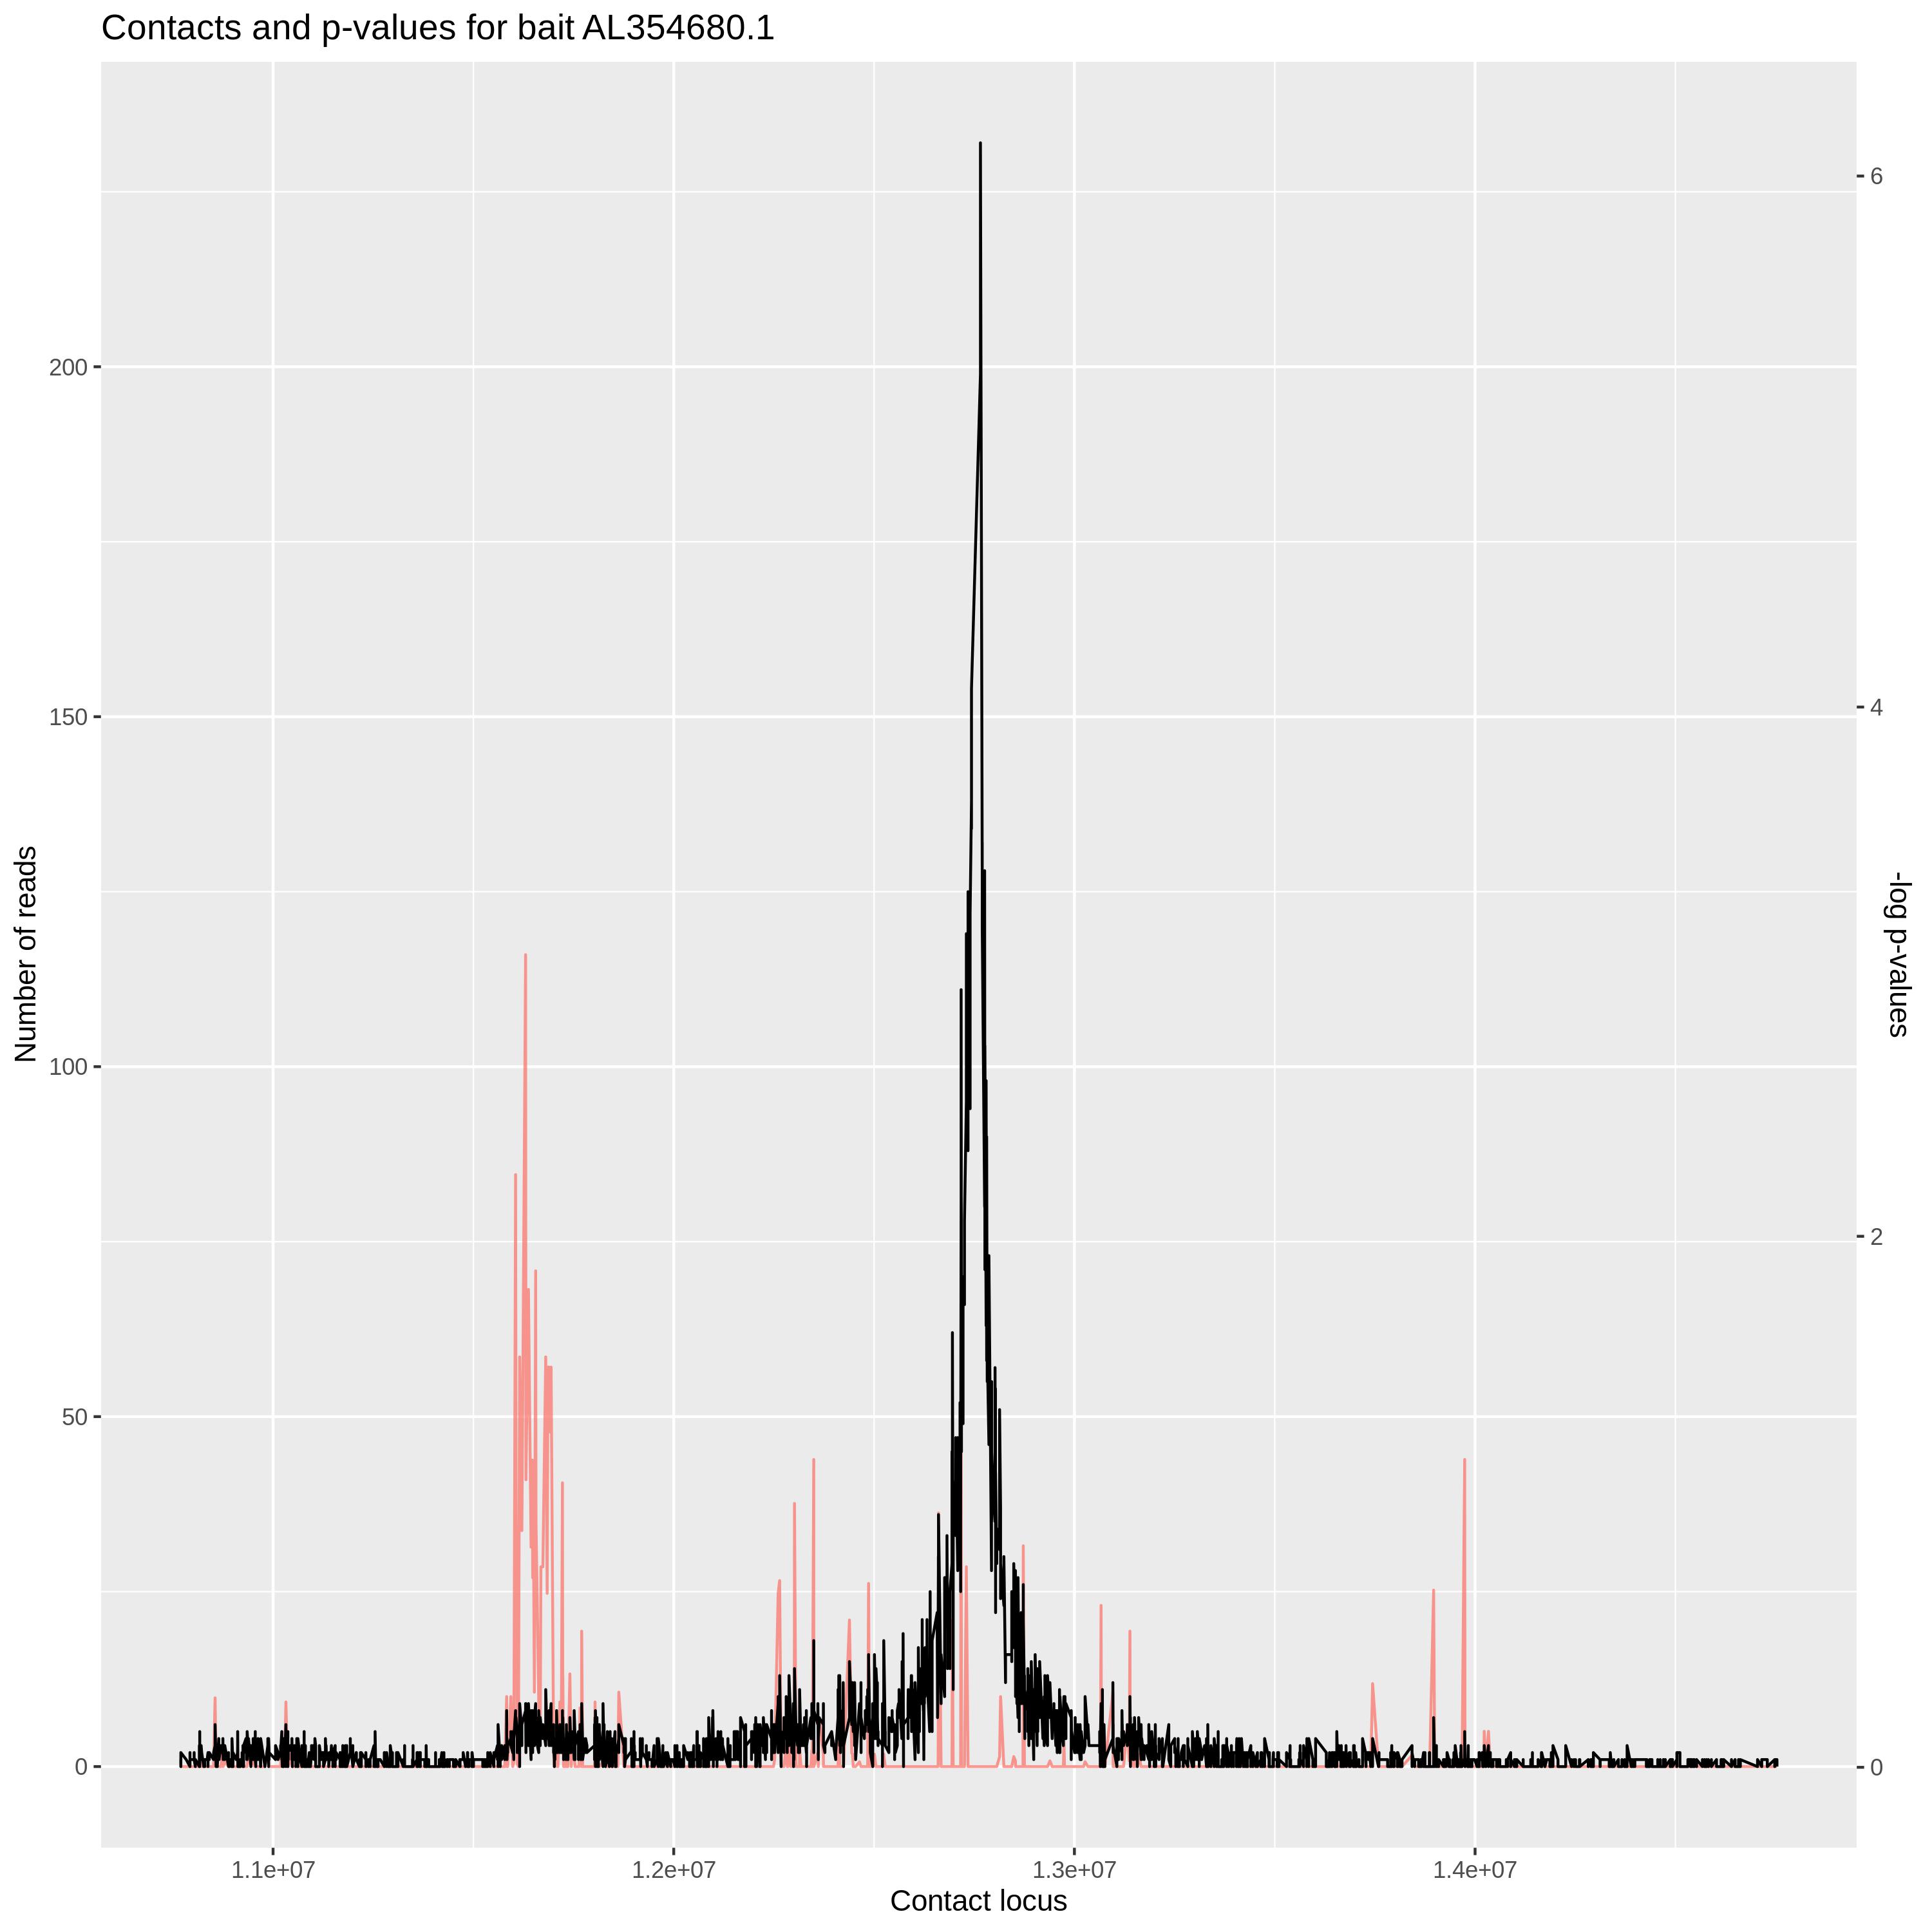 Contacts and p-values for bait AL354680.1
Number of reads
200
150
100
50
0
6
4
2
0
-log p-values
1.1e+07 1.2e+07 1.3e+07 1.4e+07
Contact locus